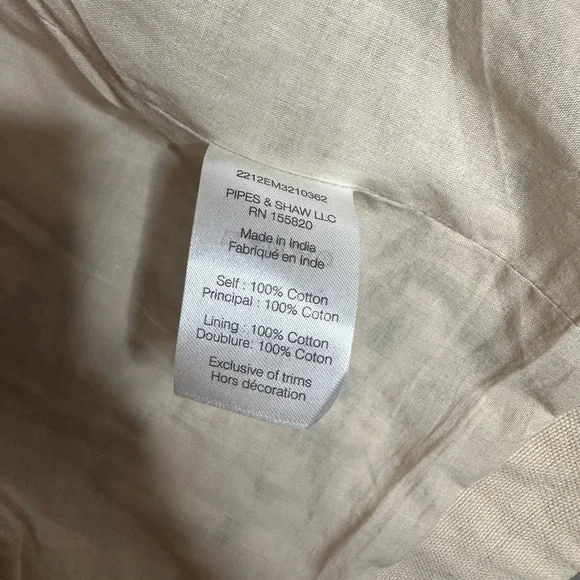 2212EM3210362
PIPES & SHAW LLC
RN 155820
Made in India
Fabriqué en Inde
Self : 100% Cotton
Principal : 100% Coton
Lining : 100% Cotton
Doublure: 100% Coton
Exclusive of trims
Hors décoration